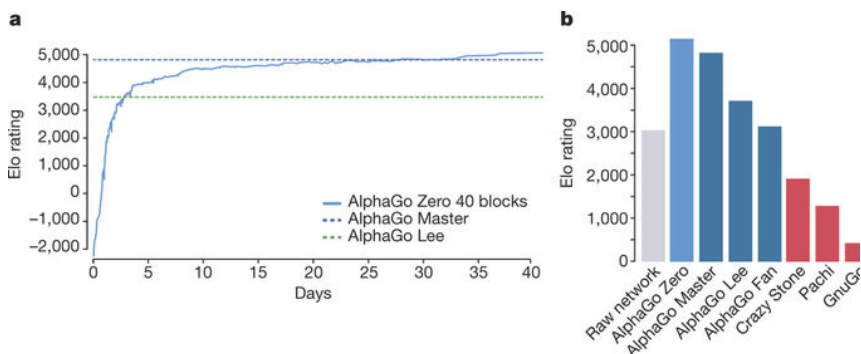 a
Elo rating
5,000
4,000
3,000
2,000
1,000
0
−1,000
−2,000
0
5
10
15
20
25
30
35
40
Days
AlphaGo Zero 40 blocks
AlphaGo Master
AlphaGo Lee
b
Elo rating
5,000
4,000
3,000
2,000
1,000
0
Raw network
AlphaGo Zero
AlphaGo Master
AlphaGo Lee
AlphaGo Fan
Crazy Stone
Pachi
GnuGo